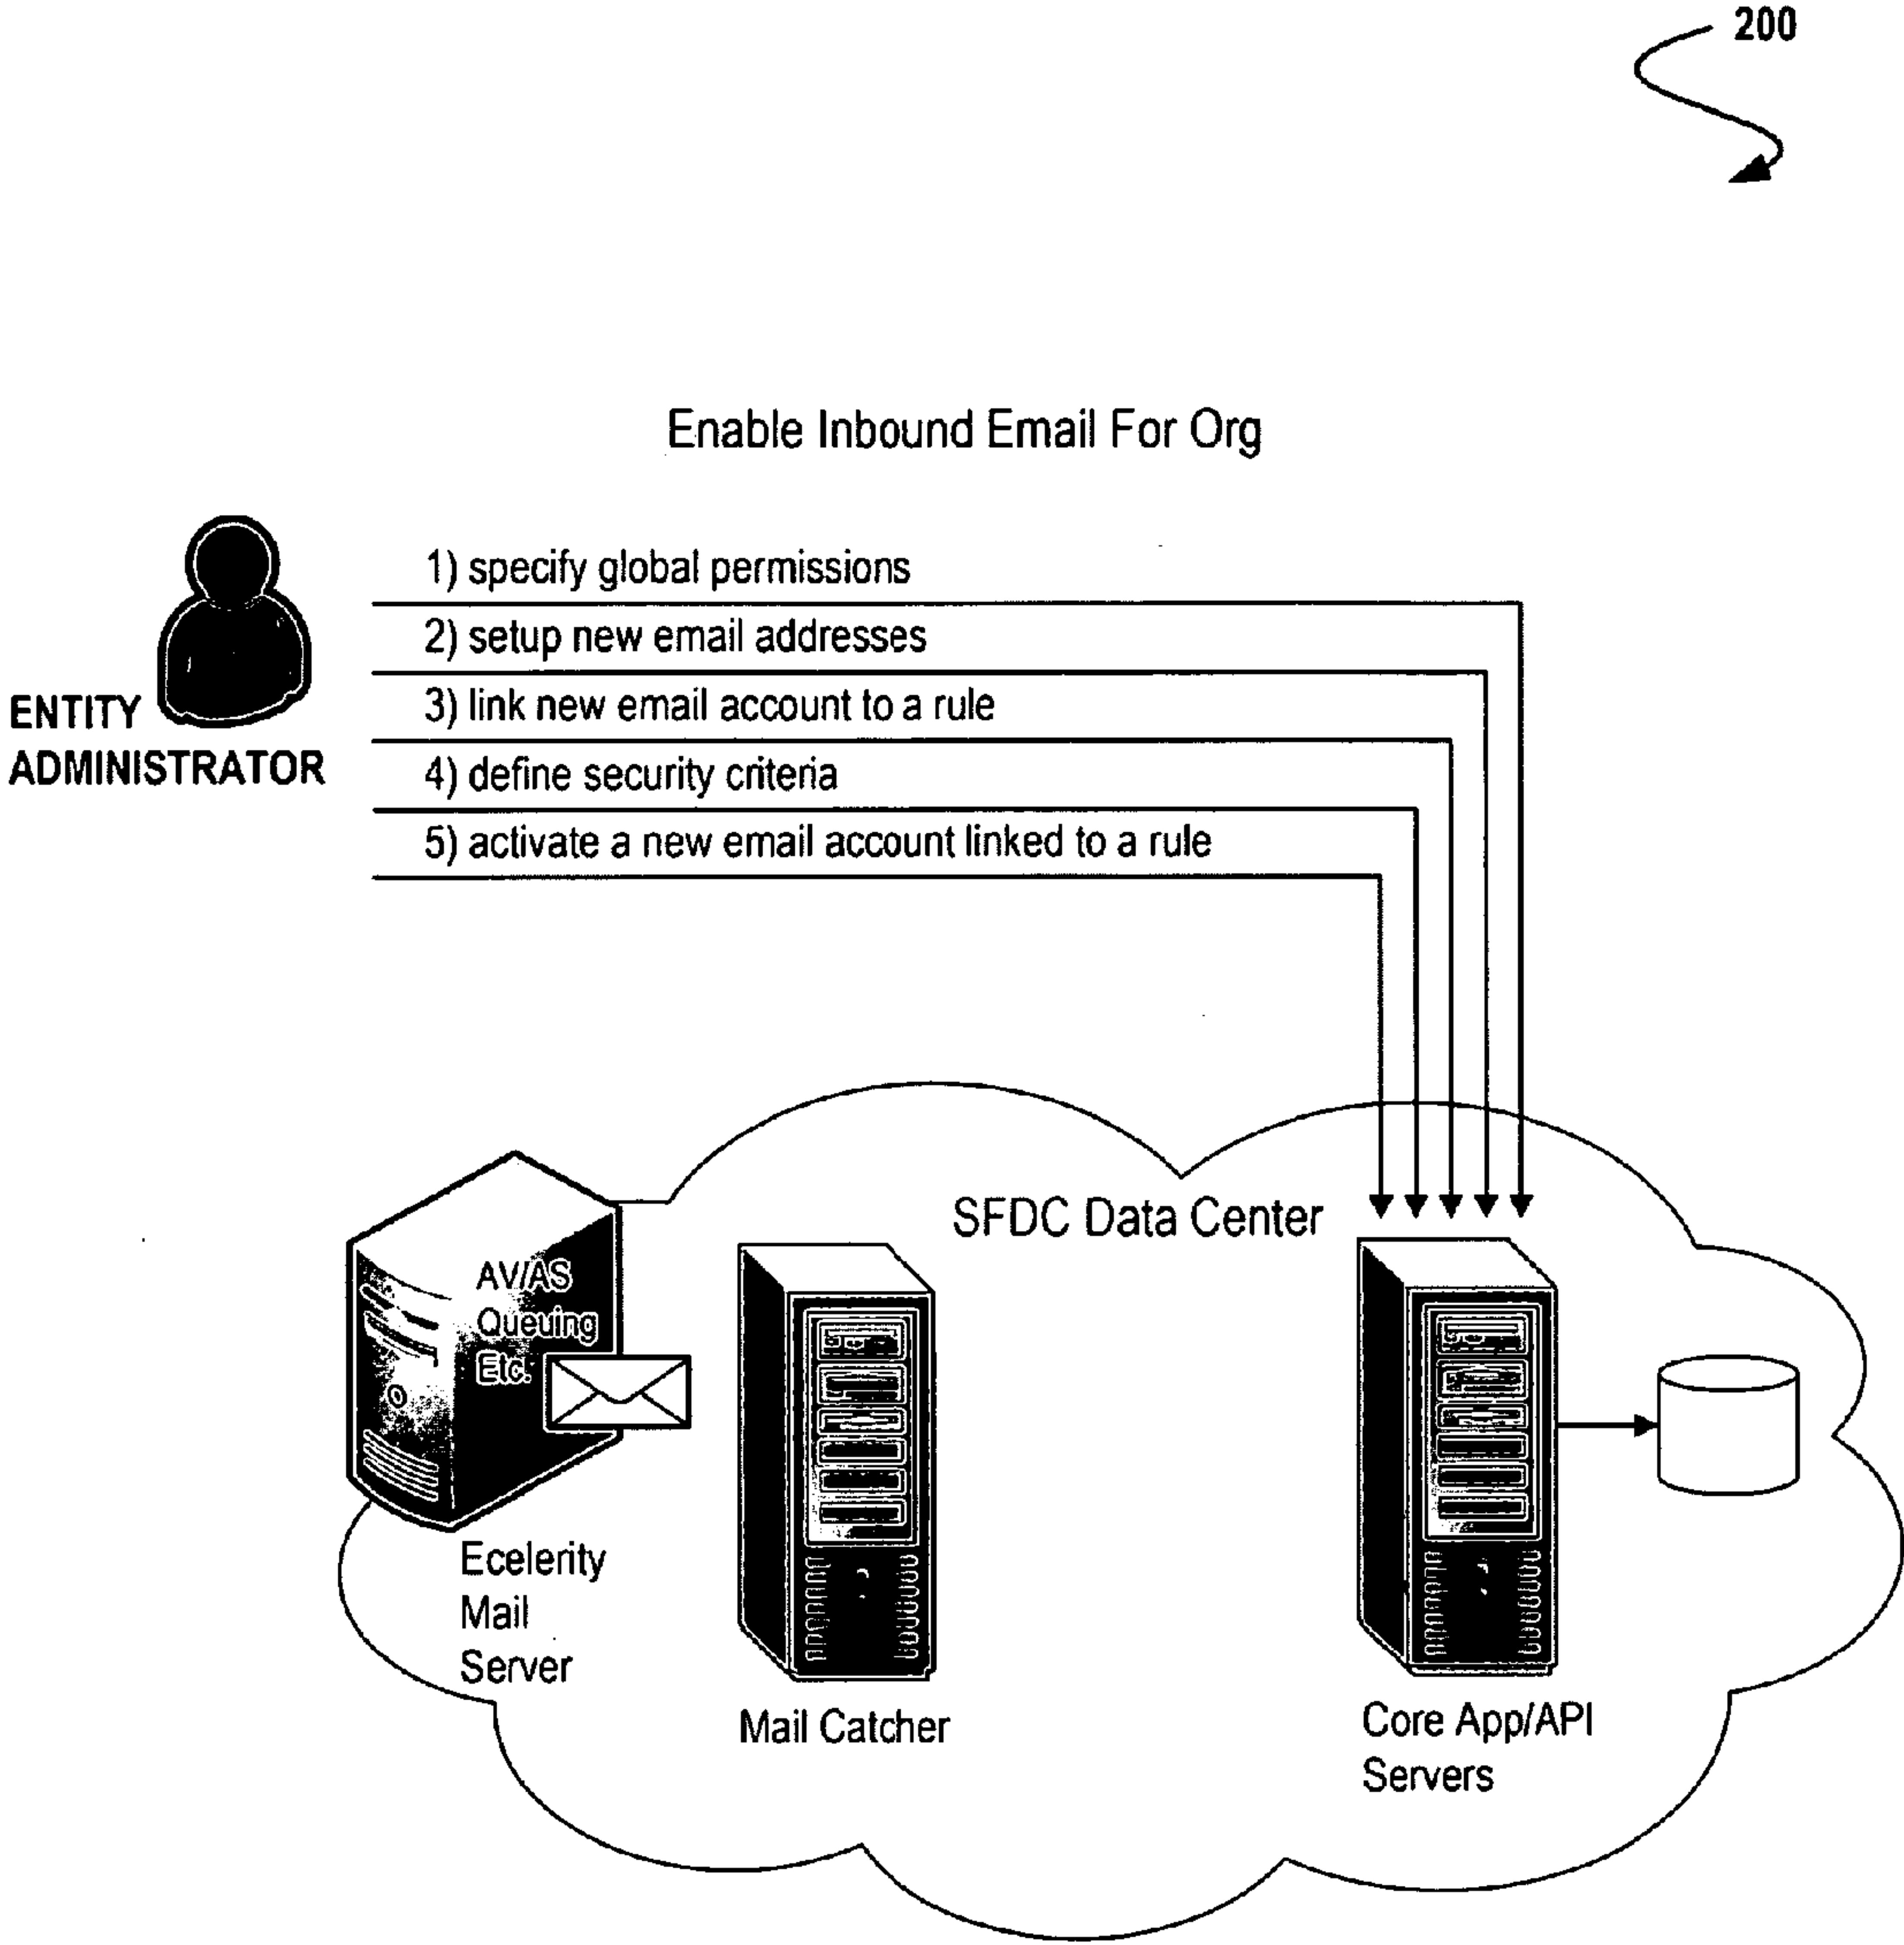 200
Enable Inbound Email For Org
1) specify global permissions
2) setup new email addresses
3) link new email account to a rule
4) define security criteria
5) activate a new email account linked to a rule
ENTITY
ADMINISTRATOR
SFDC Data Center
AV/AS
Queuing
Etc.
Ecelerity
Mail
Server
Mail Catcher
Core App/API
Servers